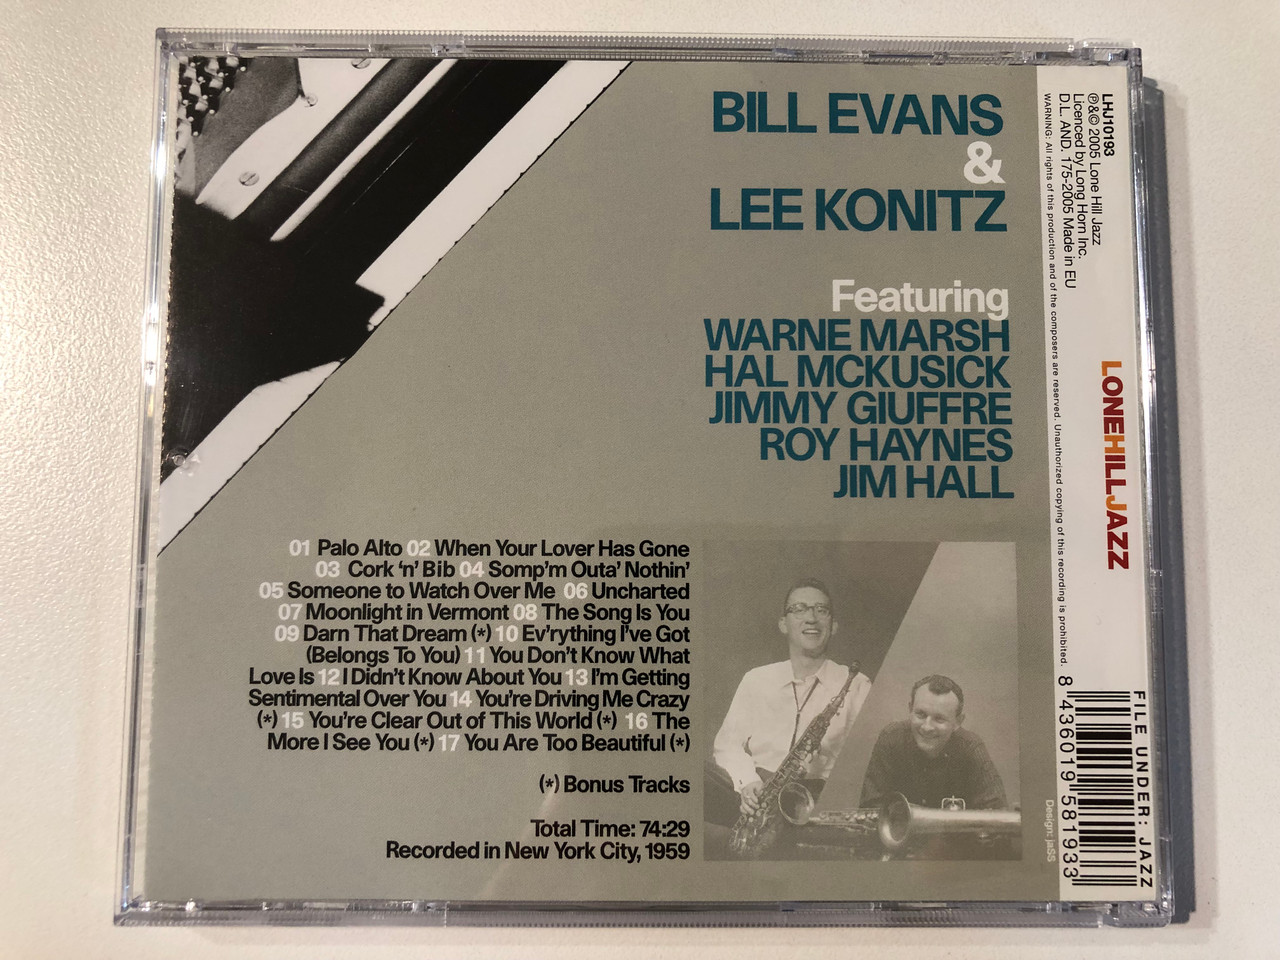 BILL EVANS
&
LEE KONITZ
Featuring
WARNE MARSH
HAL MCKUSICK
JIMMY GIUFFRE
ROY HAYNES
JIM HALL
01 Palo Alto 02 When Your Lover Has Gone
03 Cork ‘n’ Bib 04 Somp’m Outa’ Nothin’
05 Someone to Watch Over Me 06 Uncharted
07 Moonlight in Vermont 08 The Song Is You
09 Darn That Dream (*) 10 Ev’rything I’ve Got
(Belongs To You) 11 You Don’t Know What
Love Is 12 I Didn’t Know About You 13 I’m Getting
Sentimental Over You 14 You’re Driving Me Crazy
(*) 15 You’re Clear Out of This World (*) 16 The
More I See You (*) 17 You Are Too Beautiful (*)
(*) Bonus Tracks
Total Time: 74:29
Recorded in New York City, 1959
LHJ10193
℗&© 2005 Lone Hill Jazz
Licenced by Long Horn Inc.
D.L. AND. 175-2005 Made in EU
WARNING: All rights of this production and of the composers are reserved. Unauthorized copying of this recording is prohibited.
LONEHILLJAZZ
FILE UNDER: JAZZ
8 436019 581933
Design: jaSS